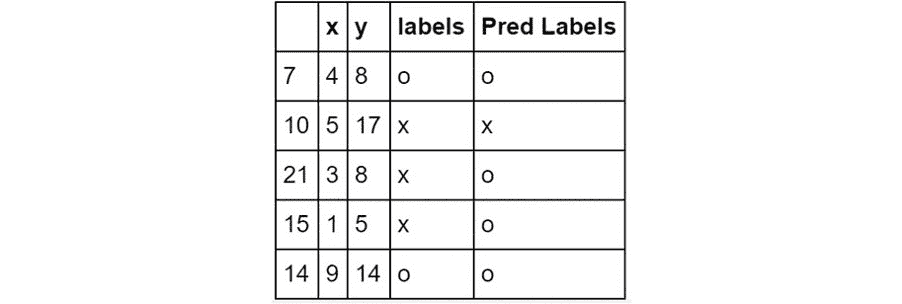 x y labels Pred Labels
7 4 8 o o
10 5 17 x x
21 3 8 x o
15 1 5 x o
14 9 14 o o